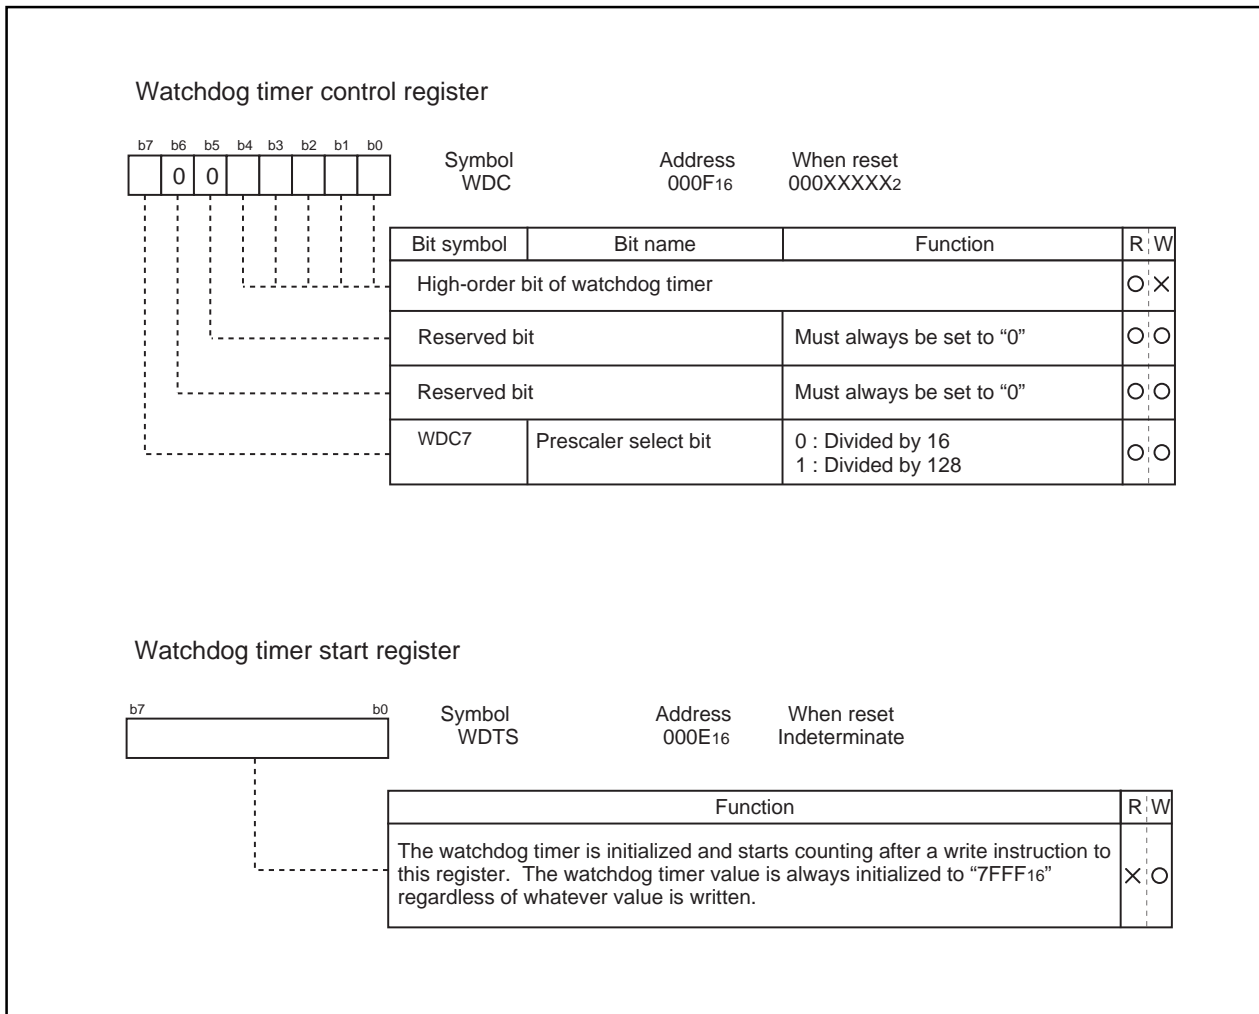 Watchdog timer control register
b7 b6 b5 b4 b3 b2 b1 b0
0 0
Symbol Address When reset
WDC 000F16 000XXXXX2
Bit symbol Bit name Function R W
High-order bit of watchdog timer
Reserved bit Must always be set to “0”
Reserved bit Must always be set to “0”
WDC7 Prescaler select bit 0 : Divided by 16
1 : Divided by 128
Watchdog timer start register
b7 b0
Symbol Address When reset
WDTS 000E16 Indeterminate
Function R W
The watchdog timer is initialized and starts counting after a write instruction to
this register. The watchdog timer value is always initialized to “7FFF16”
regardless of whatever value is written.